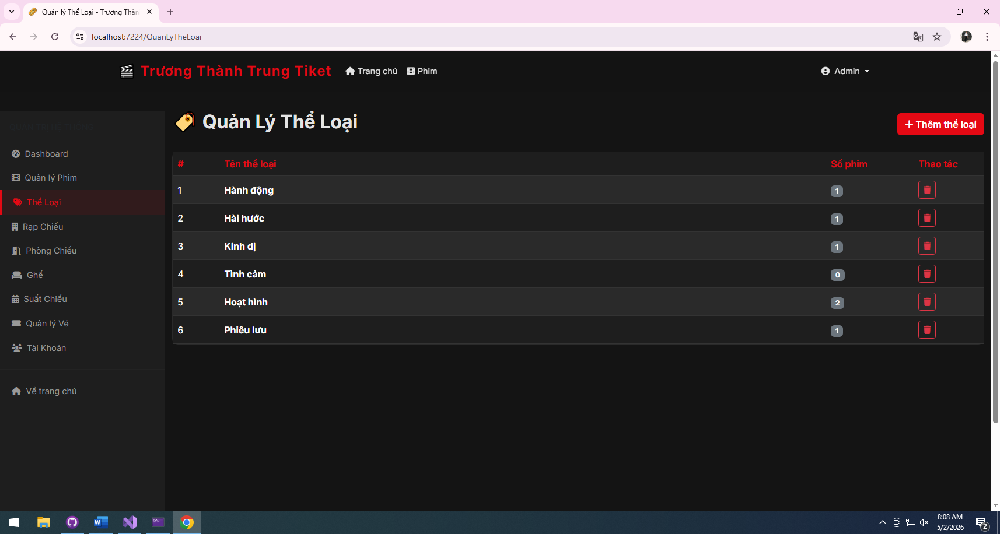 Quản lý Thể Loại - Trương Thàn
localhost:7224/QuanLyTheLoai
Trương Thành Trung Tiket
Trang chủ
Phim
Admin
Dashboard
Quản lý Phim
Thể Loại
Rạp Chiếu
Phòng Chiếu
Ghế
Suất Chiếu
Quản lý Vé
Tài Khoản
Về trang chủ
Quản Lý Thể Loại
+ Thêm thể loại
# Tên thể loại Số phim Thao tác
1 Hành động 1
2 Hài hước 1
3 Kinh dị 1
4 Tình cảm 0
5 Hoạt hình 2
6 Phiêu lưu 1
8:08 AM
5/2/2026
2